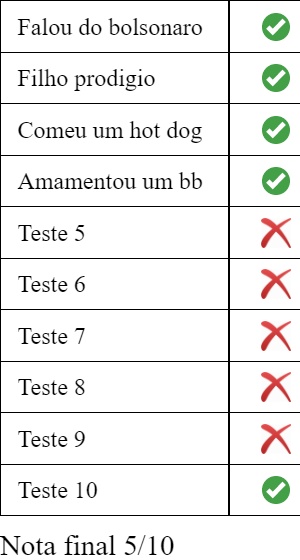 Falou do bolsonaro
Filho prodigio
Comeu um hot dog
Amamentou um bb
Teste 5
Teste 6
Teste 7
Teste 8
Teste 9
Teste 10
Nota final 5/10